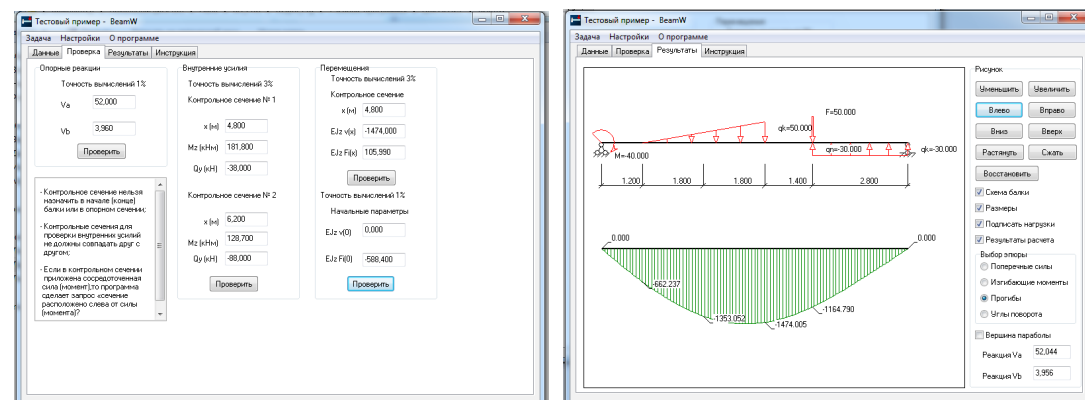 Тестовый пример - BeamW
Задача Настройки О программе
Данные Проверка Результаты Инструкция
Опорные реакции
Точность вычислений 1%
Va 52,000
Vb 3,960
Проверить
- Контрольное сечение нельзя
назначить в начале (конце)
балки или в опорном сечении;
- Контрольные сечения для
проверки внутренних усилий
не должны совпадать друг с
другом;
- Если в контрольном сечении
приложена сосредоточенная
сила (момент),то программа
сделает запрос «сечение
расположено слева от силы
(момента)?
Внутренние усилия
Точность вычислений 3%
Контрольное сечение № 1
x (м) 4,800
Mz (кНм) 181,800
Qy (кН) -38,000
Контрольное сечение № 2
x (м) 6,200
Mz (кНм) 128,700
Qy (кН) -88,000
Проверить
Перемещения
Точность вычислений 3%
Контрольное сечение
x (м) 4,800
EJz v(x) -1474,000
EJz Fi(x) 105,990
Проверить
Точность вычислений 1%
Начальные параметры
EJz v(0) 0,000
EJz Fi(0) -588,400
Проверить
Тестовый пример - BeamW
Задача Настройки О программе
Данные Проверка Результаты Инструкция
F=50.000
qk=50.000
M=-40.000
qn=-30.000
qk=-30.000
1.200 1.800 1.800 1.400 2.800
0.000 0.000
-662.237
-1353.052
-1474.005
-1164.790
Рисунок
Уменьшить Увеличить
Влево Вправо
Вниз Вверх
Растянуть Сжать
Восстановить
Схема балки
Размеры
Подписать нагрузки
Результаты расчета
Выбор эпюры
Поперечные силы
Изгибающие моменты
Прогибы
Углы поворота
Вершина параболы
Реакция Va 52,044
Реакция Vb 3,956